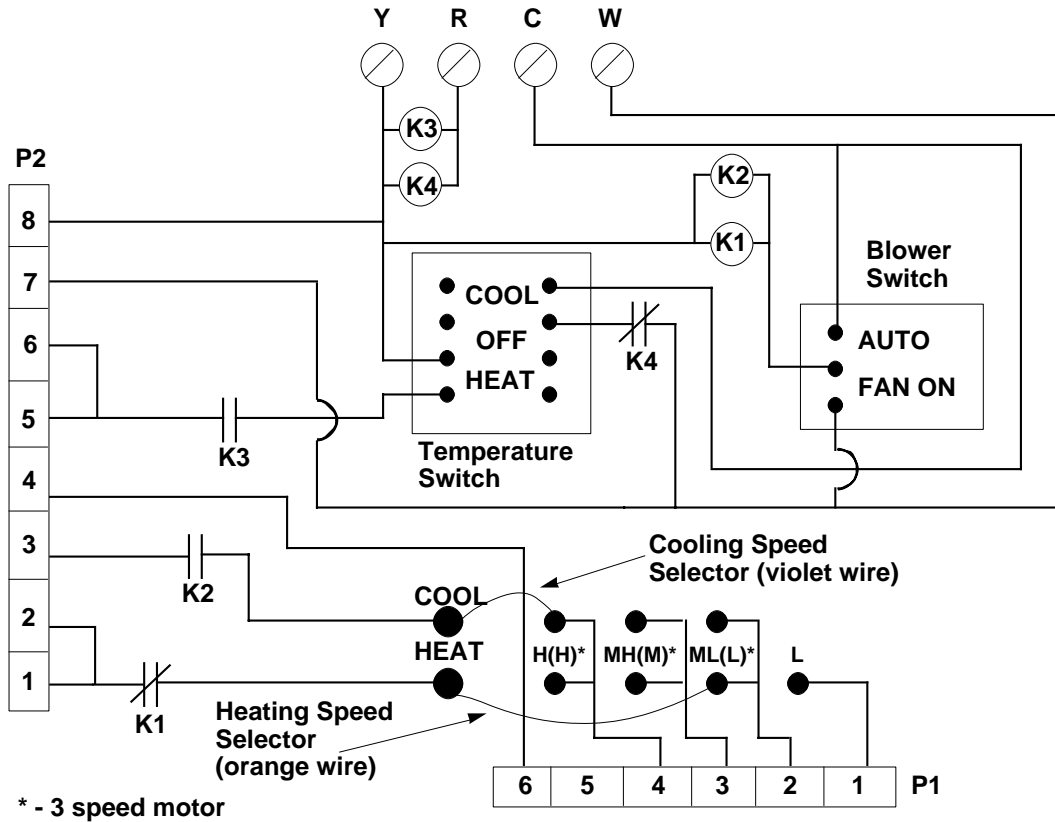 Y R C W
K3
P2
K4
K2
8
K1
Blower
Switch
7
COOL
AUTO
6
OFF
K4
HEAT
FAN ON
5
K3
Temperature
Switch
4
3
Cooling Speed
Selector (violet wire)
K2
COOL
2
HEAT
H(H)* MH(M)* ML(L)* L
1
K1
Heating Speed
Selector
(orange wire)
6 5 4 3 2 1 P1
* - 3 speed motor